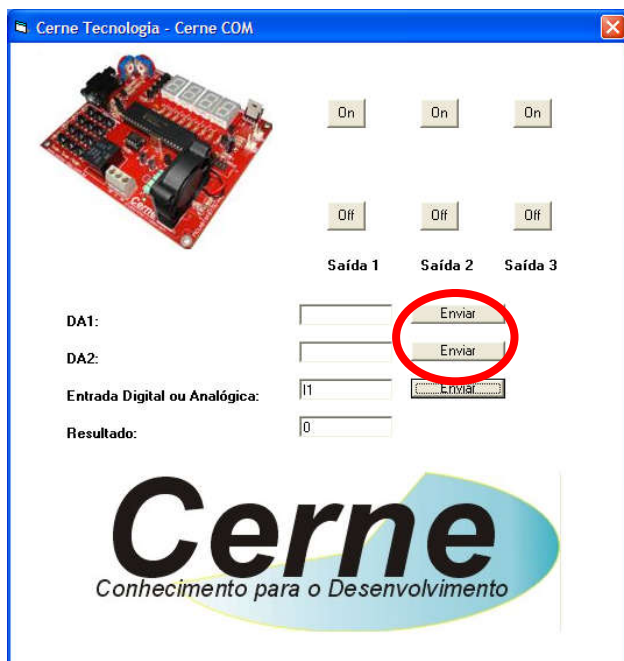 Cerne Tecnologia - Cerne COM
On On On
Off Off Off
Saída 1 Saída 2 Saída 3
DA1: Enviar
DA2: Enviar
Entrada Digital ou Analógica: I1 Enviar
Resultado: 0
Cerne
Cerne
Conhecimento para o Desenvolvimento